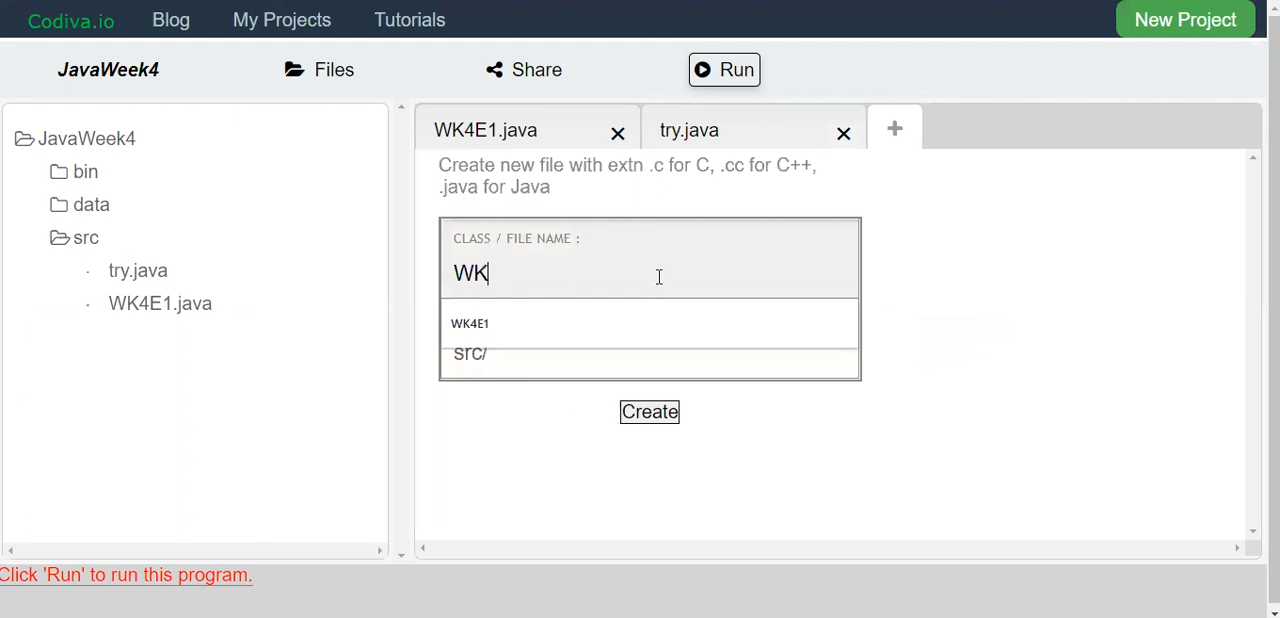 Codiva.io Blog My Projects Tutorials New Project
JavaWeek4 Files Share Run
JavaWeek4
bin
data
src
try.java
WK4E1.java
WK4E1.java try.java
Create new file with extn .c for C, .cc for C++,
.java for Java
CLASS / FILE NAME :
WK
WK4E1
src/
Create
Click 'Run' to run this program.